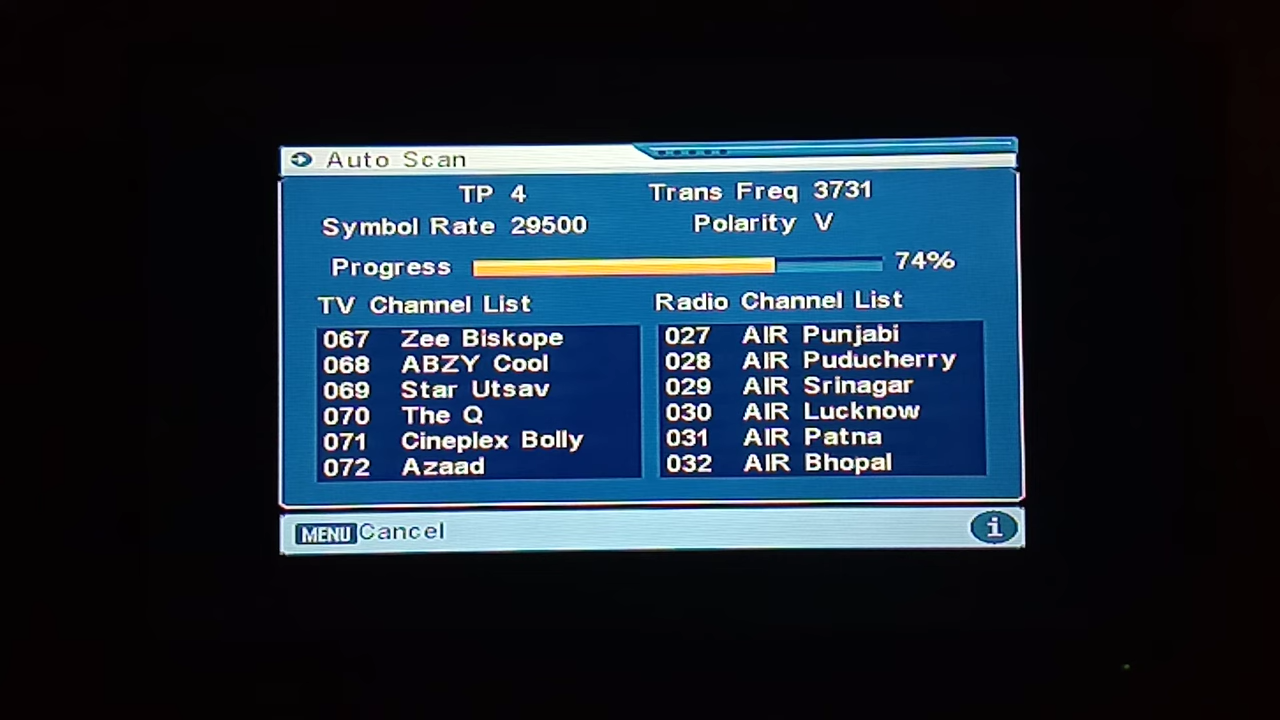 Auto Scan
TP 4 Trans Freq 3731
Symbol Rate 29500 Polarity V
Progress 74%
TV Channel List Radio Channel List
067 Zee Biskope 027 AIR Punjabi
068 ABZY Cool 028 AIR Puducherry
069 Star Utsav 029 AIR Srinagar
070 The Q 030 AIR Lucknow
071 Cineplex Bolly 031 AIR Patna
072 Azaad 032 AIR Bhopal
MENU Cancel i